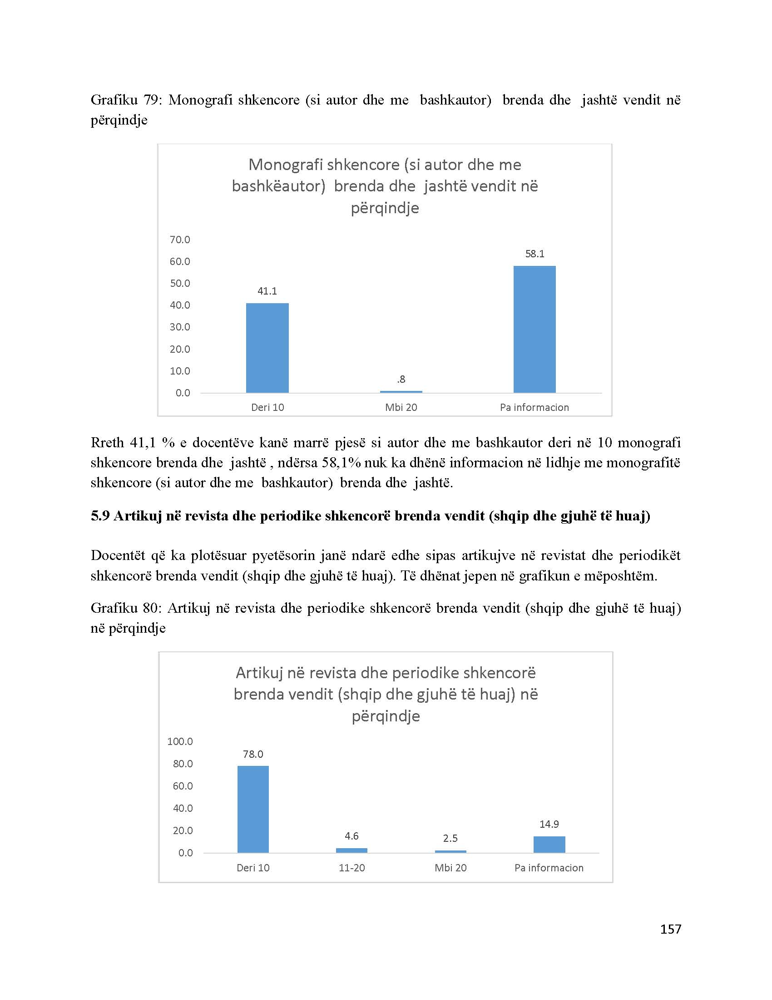 Grafiku 79: Monografi shkencore (si autor dhe me bashkautor) brenda dhe jashtë vendit në
përqindje
Monografi shkencore (si autor dhe me
bashkëautor) brenda dhe jashtë vendit në
përqindje
70.0
60.0
50.0
40.0
30.0
20.0
10.0
0.0
41.1
.8
58.1
Deri 10
Mbi 20
Pa informacion
Rreth 41,1 % e docentëve kanë marrë pjesë si autor dhe me bashkautor deri në 10 monografi
shkencore brenda dhe jashtë , ndërsa 58,1% nuk ka dhënë informacion në lidhje me monografitë
shkencore (si autor dhe me bashkautor) brenda dhe jashtë.
5.9 Artikuj në revista dhe periodike shkencorë brenda vendit (shqip dhe gjuhë të huaj)
Docentët që ka plotësuar pyetësorin janë ndarë edhe sipas artikujve në revistat dhe periodikët
shkencorë brenda vendit (shqip dhe gjuhë të huaj). Të dhënat jepen në grafikun e mëposhtëm.
Grafiku 80: Artikuj në revista dhe periodike shkencorë brenda vendit (shqip dhe gjuhë të huaj)
në përqindje
Artikuj në revista dhe periodike shkencorë
brenda vendit (shqip dhe gjuhë të huaj) në
përqindje
100.0
80.0
60.0
40.0
20.0
0.0
78.0
4.6
2.5
14.9
Deri 10
11-20
Mbi 20
Pa informacion
157